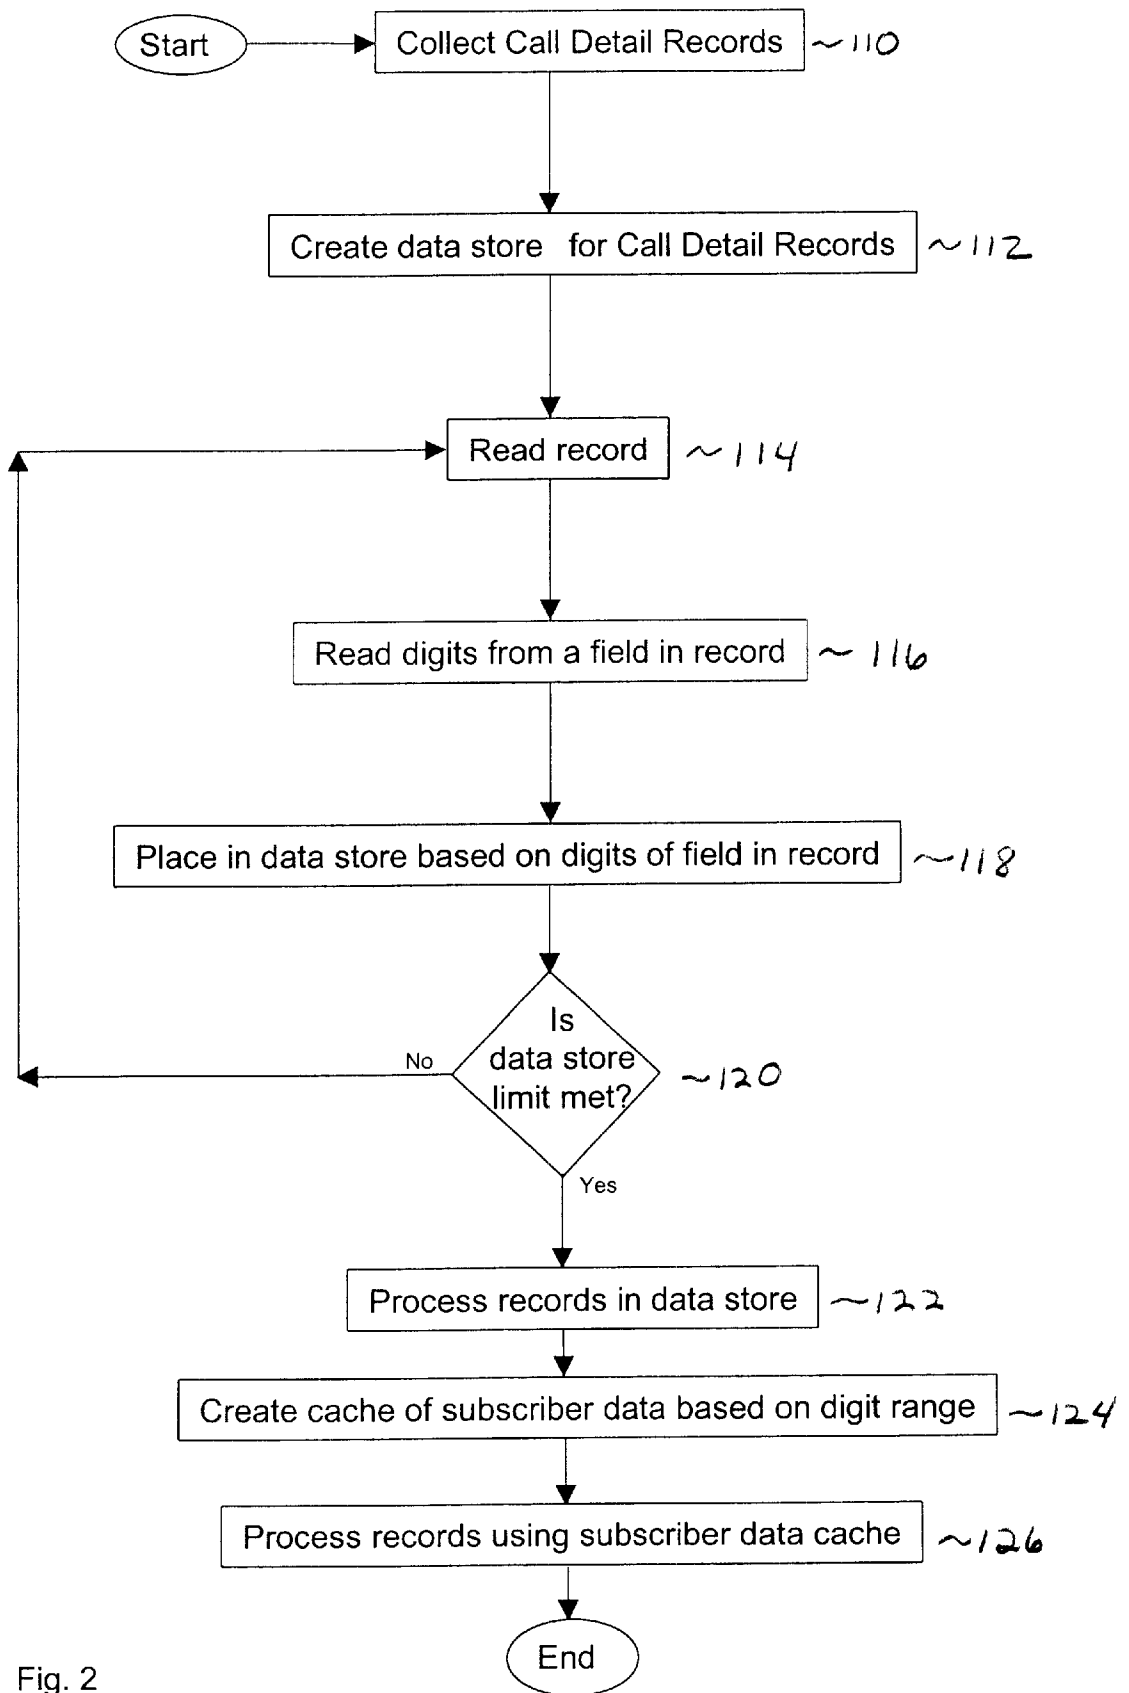 Start
Collect Call Detail Records ~110
Create data store for Call Detail Records ~112
Read record ~114
Read digits from a field in record ~116
Place in data store based on digits of field in record ~118
Is
data store
limit met?
~120
No
Yes
Process records in data store ~122
Create cache of subscriber data based on digit range ~124
Process records using subscriber data cache ~126
End
Fig. 2